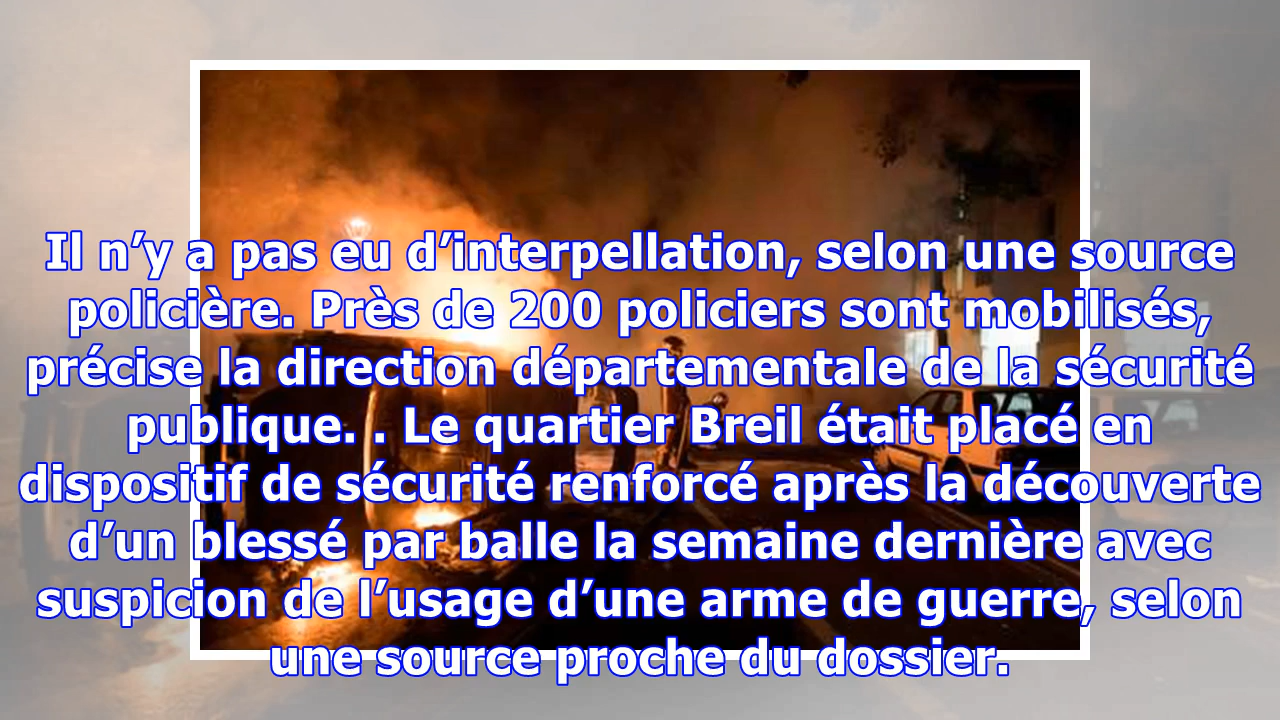 Il n’y a pas eu d’interpellation, selon une source
policière. Près de 200 policiers sont mobilisés,
précise la direction départementale de la sécurité
publique. . Le quartier Breil était placé en
dispositif de sécurité renforcé après la découverte
d’un blessé par balle la semaine dernière avec
suspicion de l’usage d’une arme de guerre, selon
une source proche du dossier.